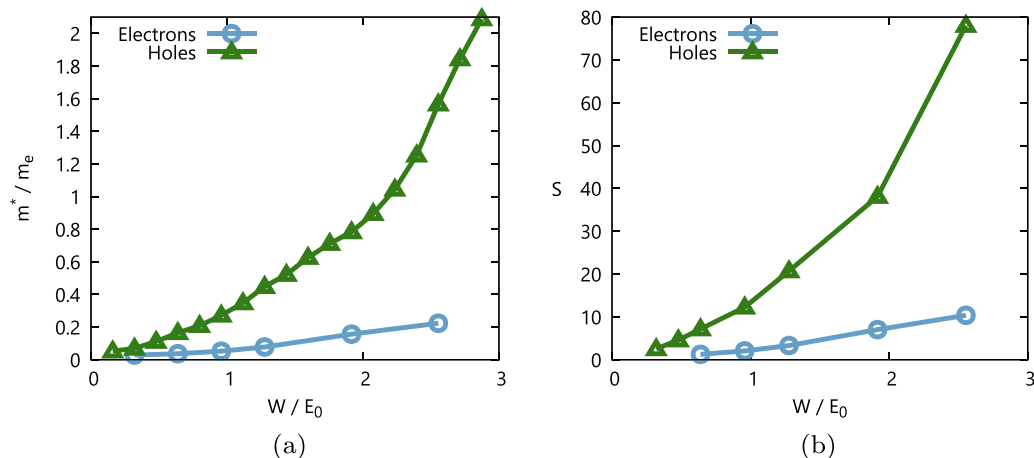 Electrons
Holes
2
1.8
1.6
1.4
1.2
1
0.8
0.6
0.4
0.2
0
m* / mₑ
0 1 2 3
W / E₀
(a)
Electrons
Holes
80
70
60
50
40
30
20
10
0
S
0 1 2 3
W / E₀
(b)